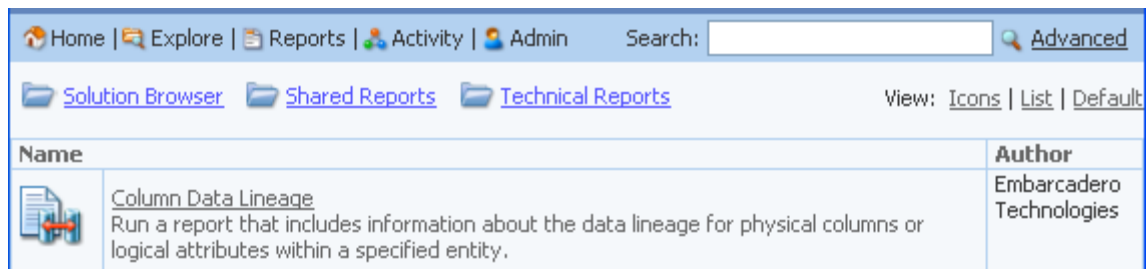 Home | Explore | Reports | Activity | Admin Search: Advanced
Solution Browser Shared Reports Technical Reports View: Icons | List | Default
Name Author
Column Data Lineage Embarcadero
Run a report that includes information about the data lineage for physical columns or Technologies
logical attributes within a specified entity.